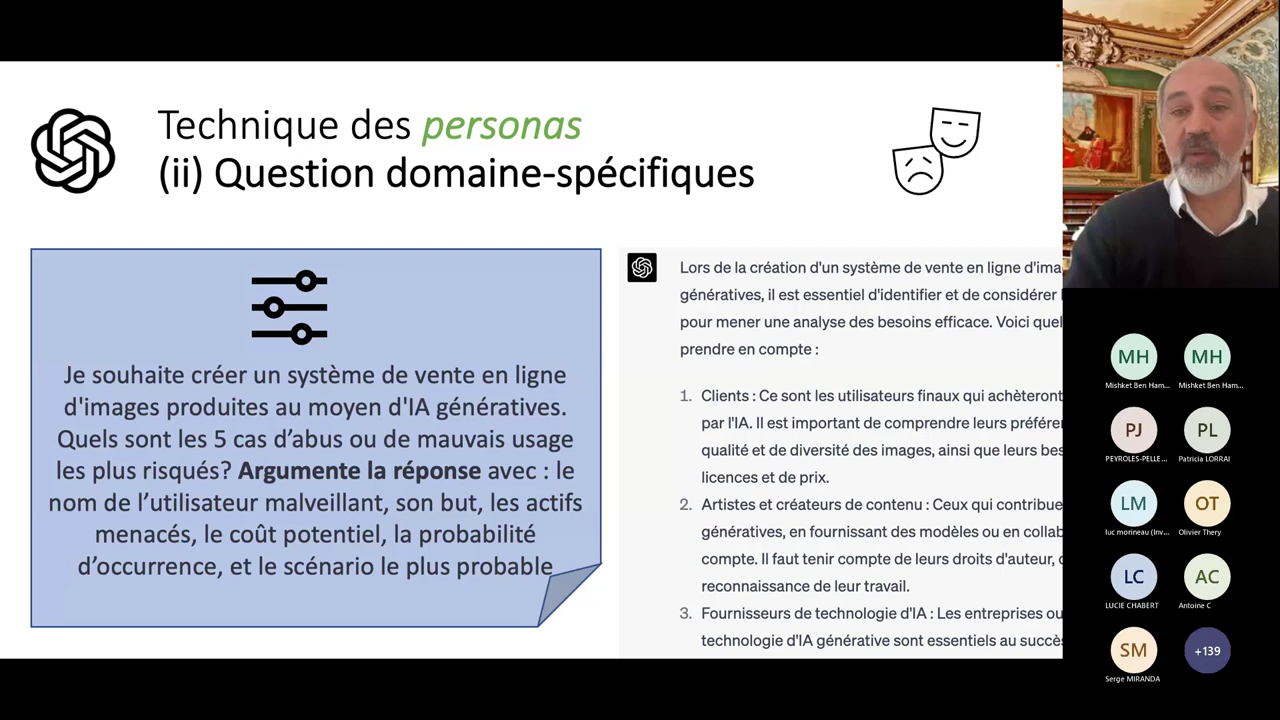 Technique des personas
(ii) Question domaine-spécifiques
Je souhaite créer un système de vente en ligne
d'images produites au moyen d'IA génératives.
Quels sont les 5 cas d’abus ou de mauvais usage
les plus risqués? Argumente la réponse avec : le
nom de l’utilisateur malveillant, son but, les actifs
menacés, le coût potentiel, la probabilité
d’occurrence, et le scénario le plus probable
Lors de la création d'un système de vente en ligne d'ima
génératives, il est essentiel d'identifier et de considérer
pour mener une analyse des besoins efficace. Voici quel
prendre en compte :
1. Clients : Ce sont les utilisateurs finaux qui achèteront
par l'IA. Il est important de comprendre leurs préfére
qualité et de diversité des images, ainsi que leurs bes
licences et de prix.
2. Artistes et créateurs de contenu : Ceux qui contribue
génératives, en fournissant des modèles ou en collab
compte. Il faut tenir compte de leurs droits d'auteur,
reconnaissance de leur travail.
3. Fournisseurs de technologie d'IA : Les entreprises ou
technologie d'IA générative sont essentiels au succè
MH
MH
Mishket Ben Ham...
Mishket Ben Ham...
PJ
PL
PEYROLES-PELLE...
Patricia LORRAI
LM
OT
luc morineau (Inv...
Olivier Thery
LC
AC
LUCIE CHABERT
Antoine C
SM
+139
Serge MIRANDA